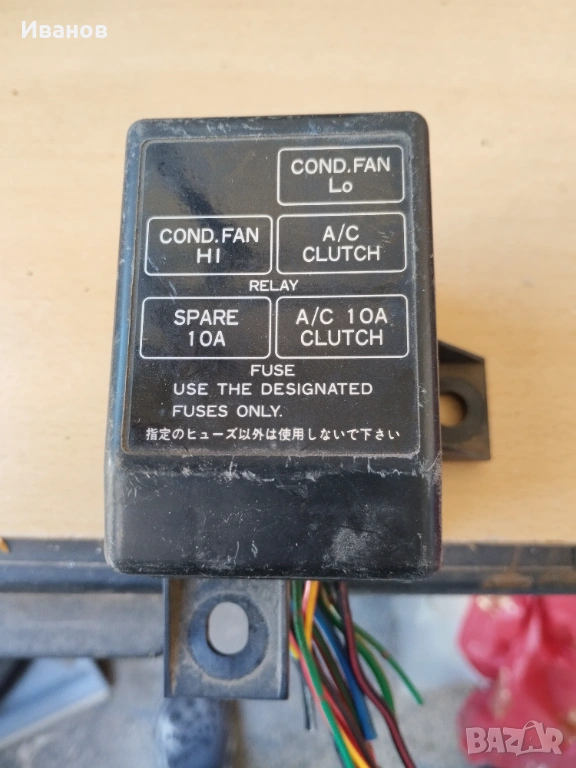 Иванов
COND.FAN
Lo
COND.FAN
HI
A/C
CLUTCH
RELAY
SPARE
10A
A/C 10A
CLUTCH
FUSE
USE THE DESIGNATED
FUSES ONLY.
指定のヒューズ以外は使用しないで下さい
BAZAR